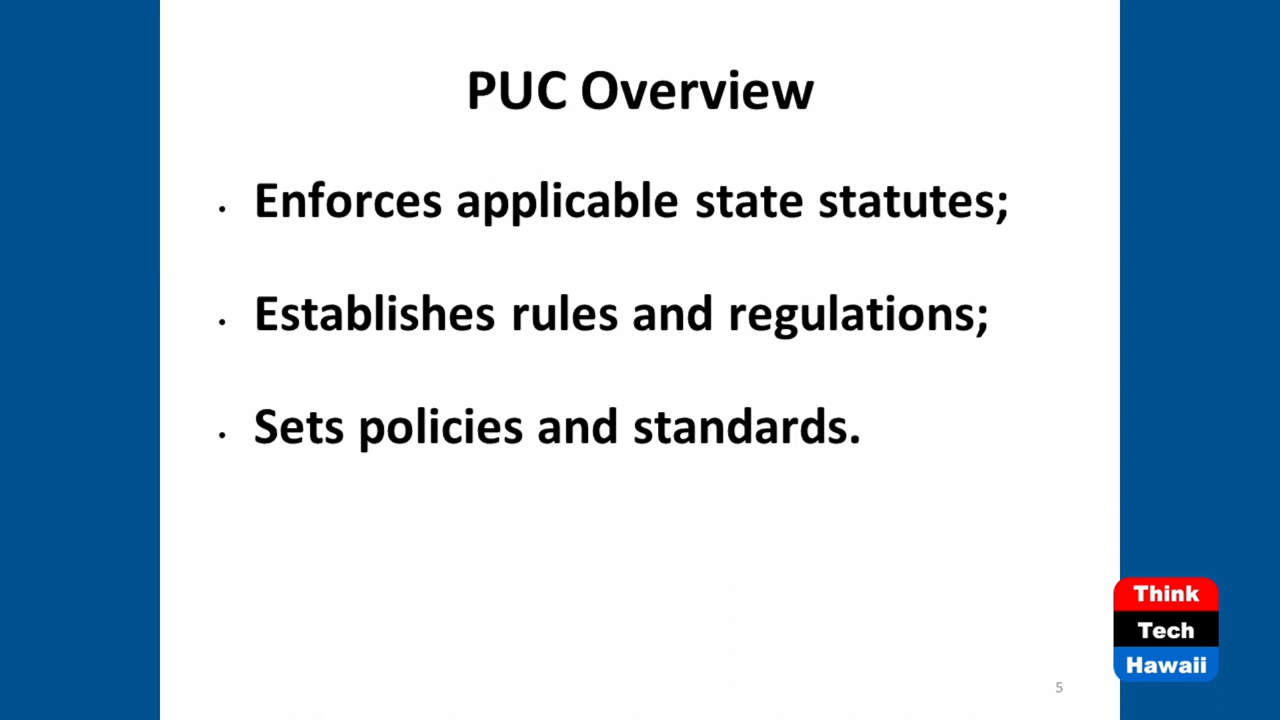 PUC Overview
• Enforces applicable state statutes;
• Establishes rules and regulations;
• Sets policies and standards.
Think
Tech
Hawaii
5